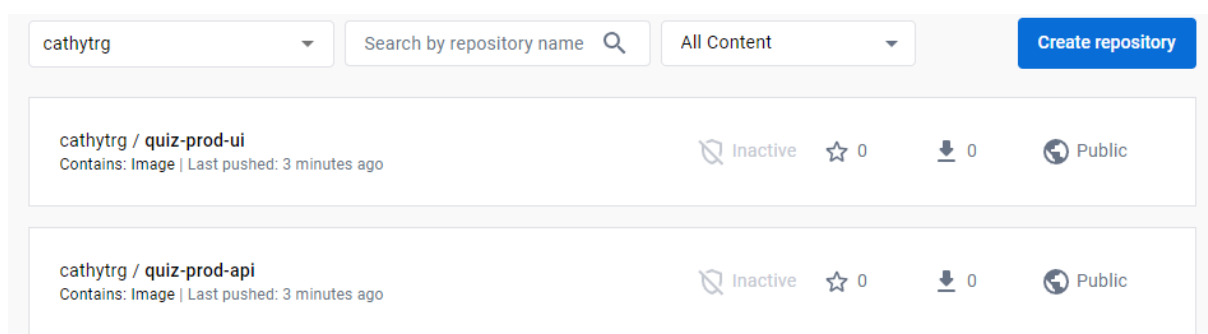 cathytrg Search by repository name All Content Create repository
cathytrg / quiz-prod-ui
Contains: Image | Last pushed: 3 minutes ago
Inactive 0 0 Public
cathytrg / quiz-prod-api
Contains: Image | Last pushed: 3 minutes ago
Inactive 0 0 Public